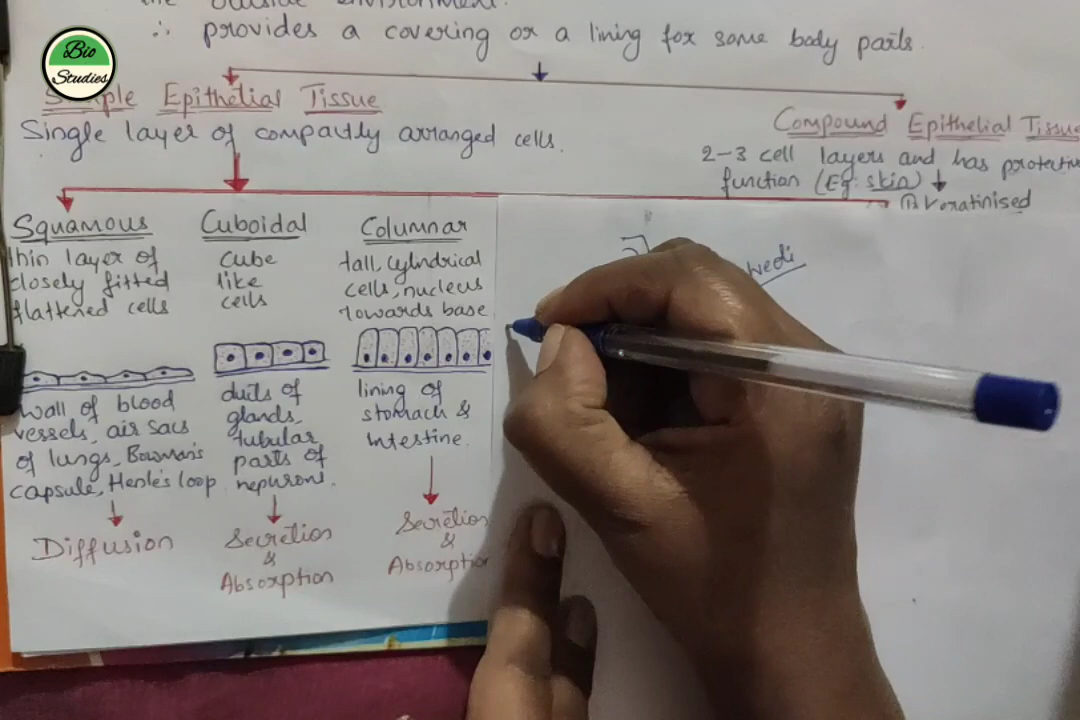 the outside environment.
∴ provides a covering or a lining for some body parts.
Bio
Studies
Simple Epithelial Tissue
Single layer of compactly arranged cells.
Compound Epithelial Tissue
2-3 cell layers and has protective
function (Eg: skin)
Keratinised
Squamous
thin layer of
closely fitted
flattened cells
wall of blood
vessels, air sacs
of lungs, Bowman's
capsule, Henle's loop
Diffusion
Cuboidal
cube
like
cells
ducts of
glands,
tubular
parts of
nephrons.
Secretion
&
Absorption
Columnar
tall, cylindrical
cells, nucleus
towards base
lining of
stomach &
Intestine.
Secretion
&
Absorption